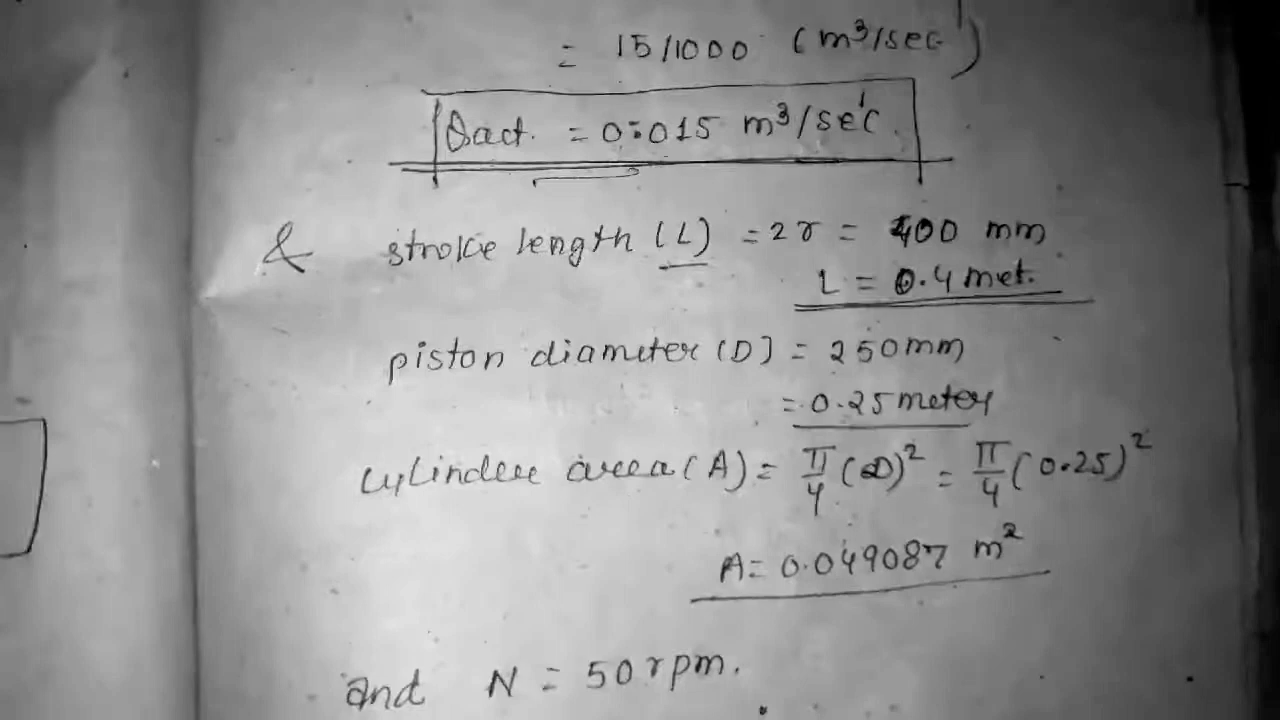 = 15/1000 (m³/sec)
Qact. = 0.015 m³/sec.
& stroke length (L) = 2r = 400 mm
L = 0.4 met.
piston diameter (D) = 250mm
= 0.25 meter
cylinder area (A) = π/4 (D)² = π/4 (0.25)²
A = 0.049087 m²
and N = 50 rpm.